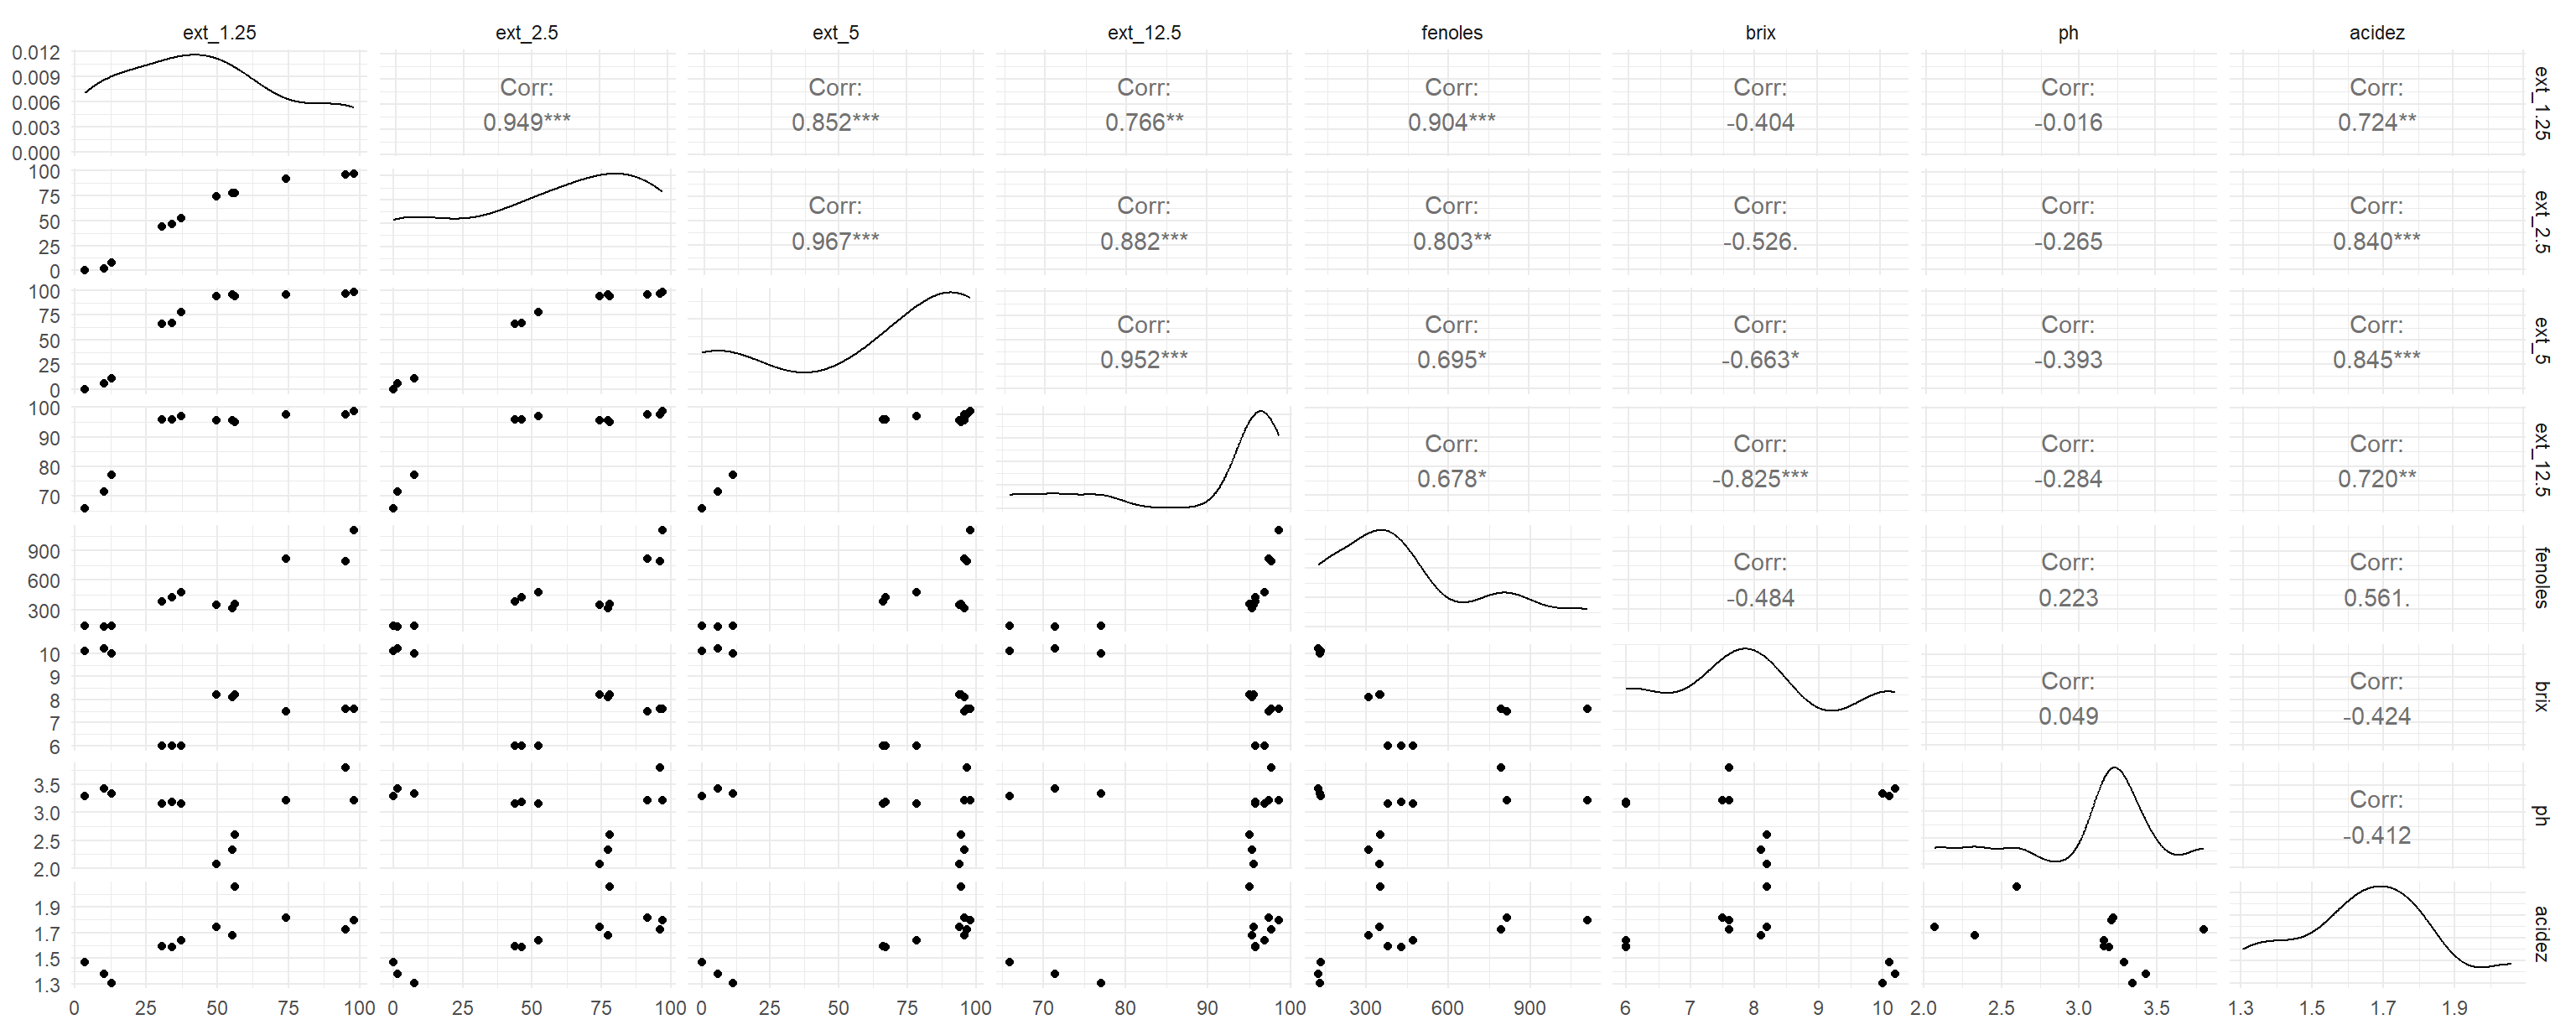 ext_1.25 ext_2.5 ext_5 ext_12.5 fenoles brix ph acidez
0.012
0.009
0.006
0.003
0.000
Corr: Corr: Corr: Corr: Corr: Corr: Corr:
0.949*** 0.852*** 0.766** 0.904*** -0.404 -0.016 0.724**
ext_1.25
100
75
50
25
0
Corr: Corr: Corr: Corr: Corr: Corr:
0.967*** 0.882*** 0.803** -0.526. -0.265 0.840***
ext_2.5
100
75
50
25
0
Corr: Corr: Corr: Corr: Corr:
0.952*** 0.695* -0.663* -0.393 0.845***
ext_5
100
90
80
70
Corr: Corr: Corr: Corr:
0.678* -0.825*** -0.284 0.720**
ext_12.5
900
600
300
Corr: Corr: Corr:
-0.484 0.223 0.561.
fenoles
10
9
8
7
6
Corr: Corr:
0.049 -0.424
brix
3.5
3.0
2.5
2.0
Corr:
-0.412
ph
1.9
1.7
1.5
1.3
acidez
0 25 50 75 100 0 25 50 75 100 0 25 50 75 100 70 80 90 100 300 600 900 6 7 8 9 10 2.0 2.5 3.0 3.5 1.3 1.5 1.7 1.9